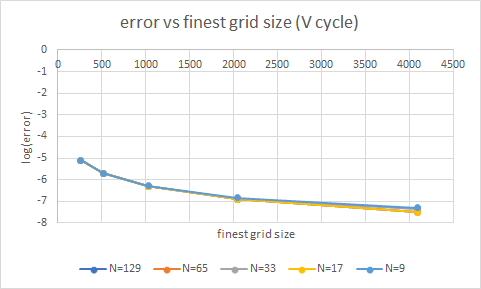 error vs finest grid size (V cycle)
0
0 500 1000 1500 2000 2500 3000 3500 4000 4500
-1
-2
-3
-4
-5
-6
-7
-8
log(error)
finest grid size
N=129 N=65 N=33 N=17 N=9